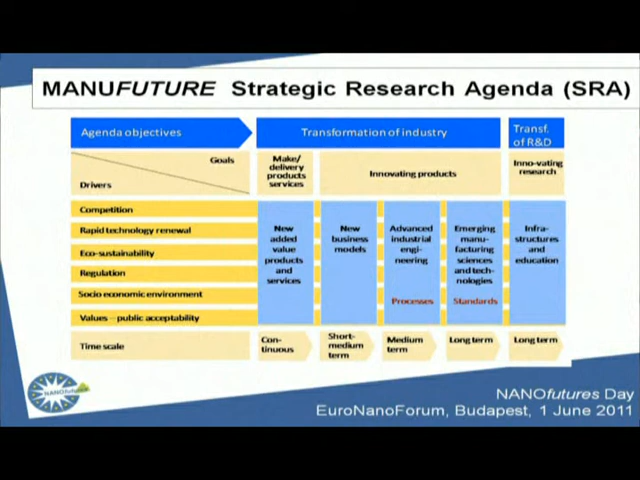 MANUFUTURE Strategic Research Agenda (SRA)
Agenda objectives
Transformation of industry
Transf.
of R&D
Goals
Drivers
Make/
delivery
products
services
Innovating products
Inno-vating
research
Competition
Rapid technology renewal
Eco-sustainability
Regulation
Socio economic environment
Values – public acceptability
New
added
value
products
and
services
New
business
models
Advanced
industrial
engi-
neering
Processes
Emerging
manu-
facturing
sciences
and tech-
nologies
Standards
Infra-
structures
and
education
Time scale
Con-
tinuous
Short-
medium
term
Medium
term
Long term
Long term
NANOfutures
NANOfutures Day
EuroNanoForum, Budapest, 1 June 2011